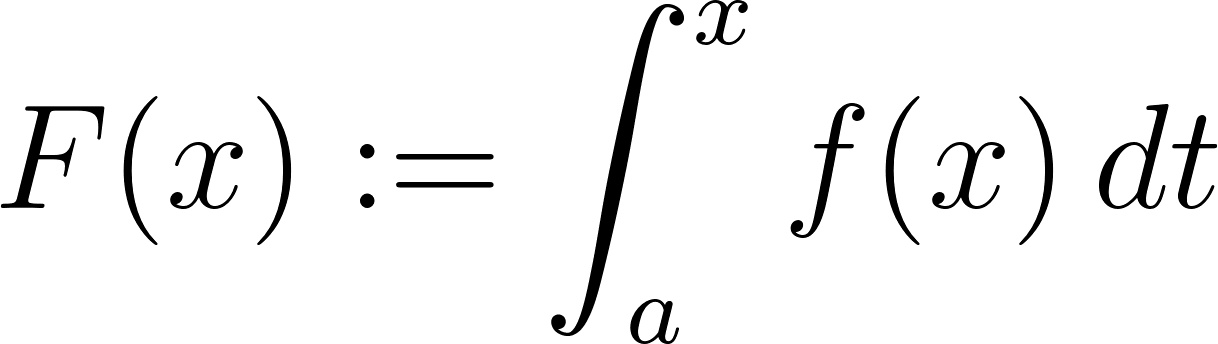 F(x) := ∫_a^x f(x) dt